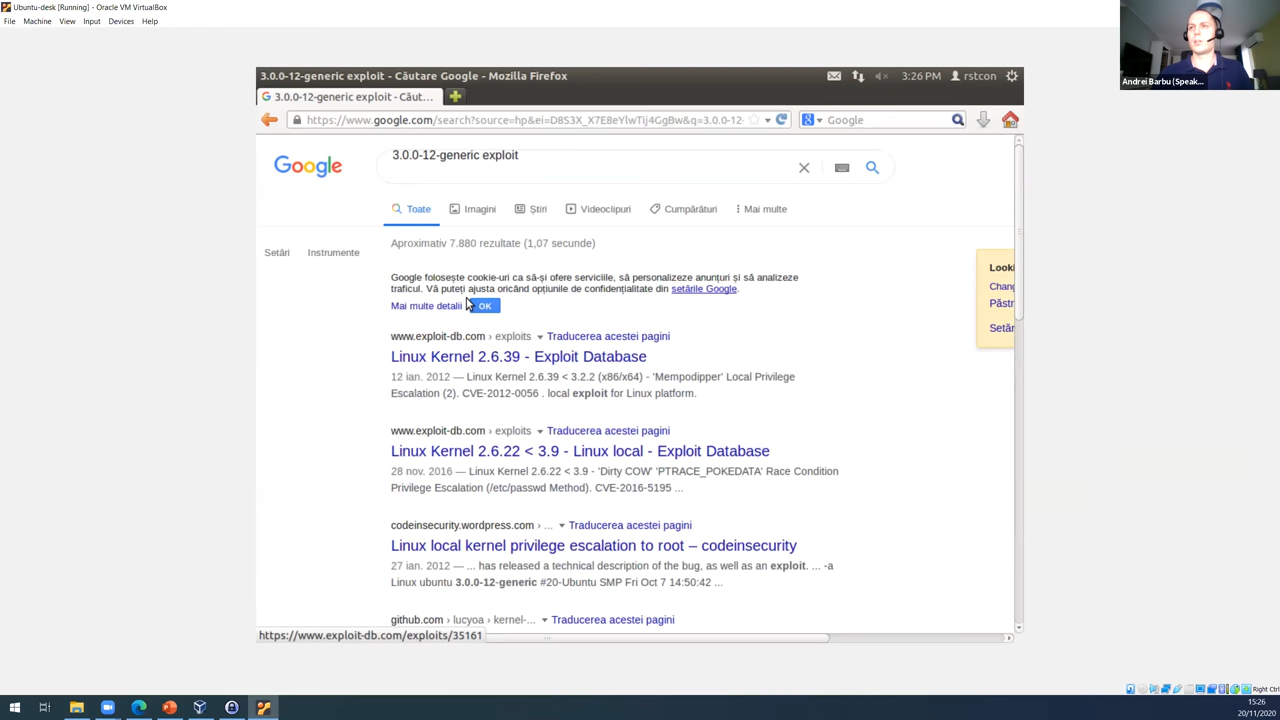 Ubuntu-desk [Running] - Oracle VM VirtualBox
File Machine View Input Devices Help
Andrei Barbu (Speak...
3.0.0-12-generic exploit - Căutare Google - Mozilla Firefox
3:26 PM rstcon
3.0.0-12-generic exploit - Căut...
https://www.google.com/search?source=hp&ei=D8S3X_X7E8eYlwTij4GgBw&q=3.0.0-12-
Google
Google
3.0.0-12-generic exploit
Toate Imagini Știri Videoclipuri Cumpărături Mai multe
Aproximativ 7.880 rezultate (1,07 secunde)
Setări Instrumente
Google folosește cookie-uri ca să-și ofere serviciile, să personalizeze anunțuri și să analizeze
traficul. Vă puteți ajusta oricând opțiunile de confidențialitate din setările Google.
Mai multe detalii OK
Looki
Chang
Păstr
Setăr
www.exploit-db.com › exploits Traducerea acestei pagini
Linux Kernel 2.6.39 - Exploit Database
12 ian. 2012 — Linux Kernel 2.6.39 < 3.2.2 (x86/x64) - 'Mempodipper' Local Privilege
Escalation (2). CVE-2012-0056 . local exploit for Linux platform.
www.exploit-db.com › exploits Traducerea acestei pagini
Linux Kernel 2.6.22 < 3.9 - Linux local - Exploit Database
28 nov. 2016 — Linux Kernel 2.6.22 < 3.9 - 'Dirty COW' 'PTRACE_POKEDATA' Race Condition
Privilege Escalation (/etc/passwd Method). CVE-2016-5195 ...
codeinsecurity.wordpress.com › ... Traducerea acestei pagini
Linux local kernel privilege escalation to root – codeinsecurity
27 ian. 2012 — ... has released a technical description of the bug, as well as an exploit. ... -a
Linux ubuntu 3.0.0-12-generic #20-Ubuntu SMP Fri Oct 7 14:50:42 ...
github.com › lucyoa › kernel-... Traducerea acestei pagini
https://www.exploit-db.com/exploits/35161
Right Ctrl
15:26
20/11/2020